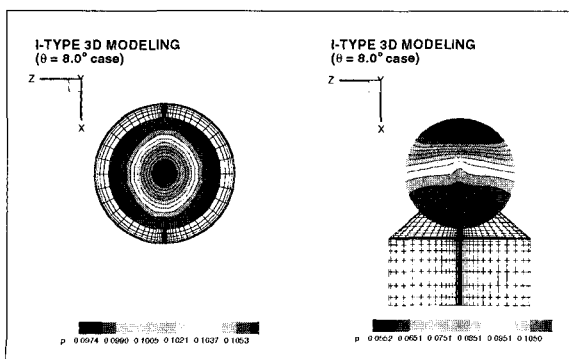 I-TYPE 3D MODELING
(θ = 8.0° case)
Z
Y
X
P 0.0974 0.0990 0.1005 0.1021 0.1037 0.1053
I-TYPE 3D MODELING
(θ = 8.0° case)
Z
Y
X
P 0.0552 0.0651 0.0751 0.0851 0.0951 0.1050